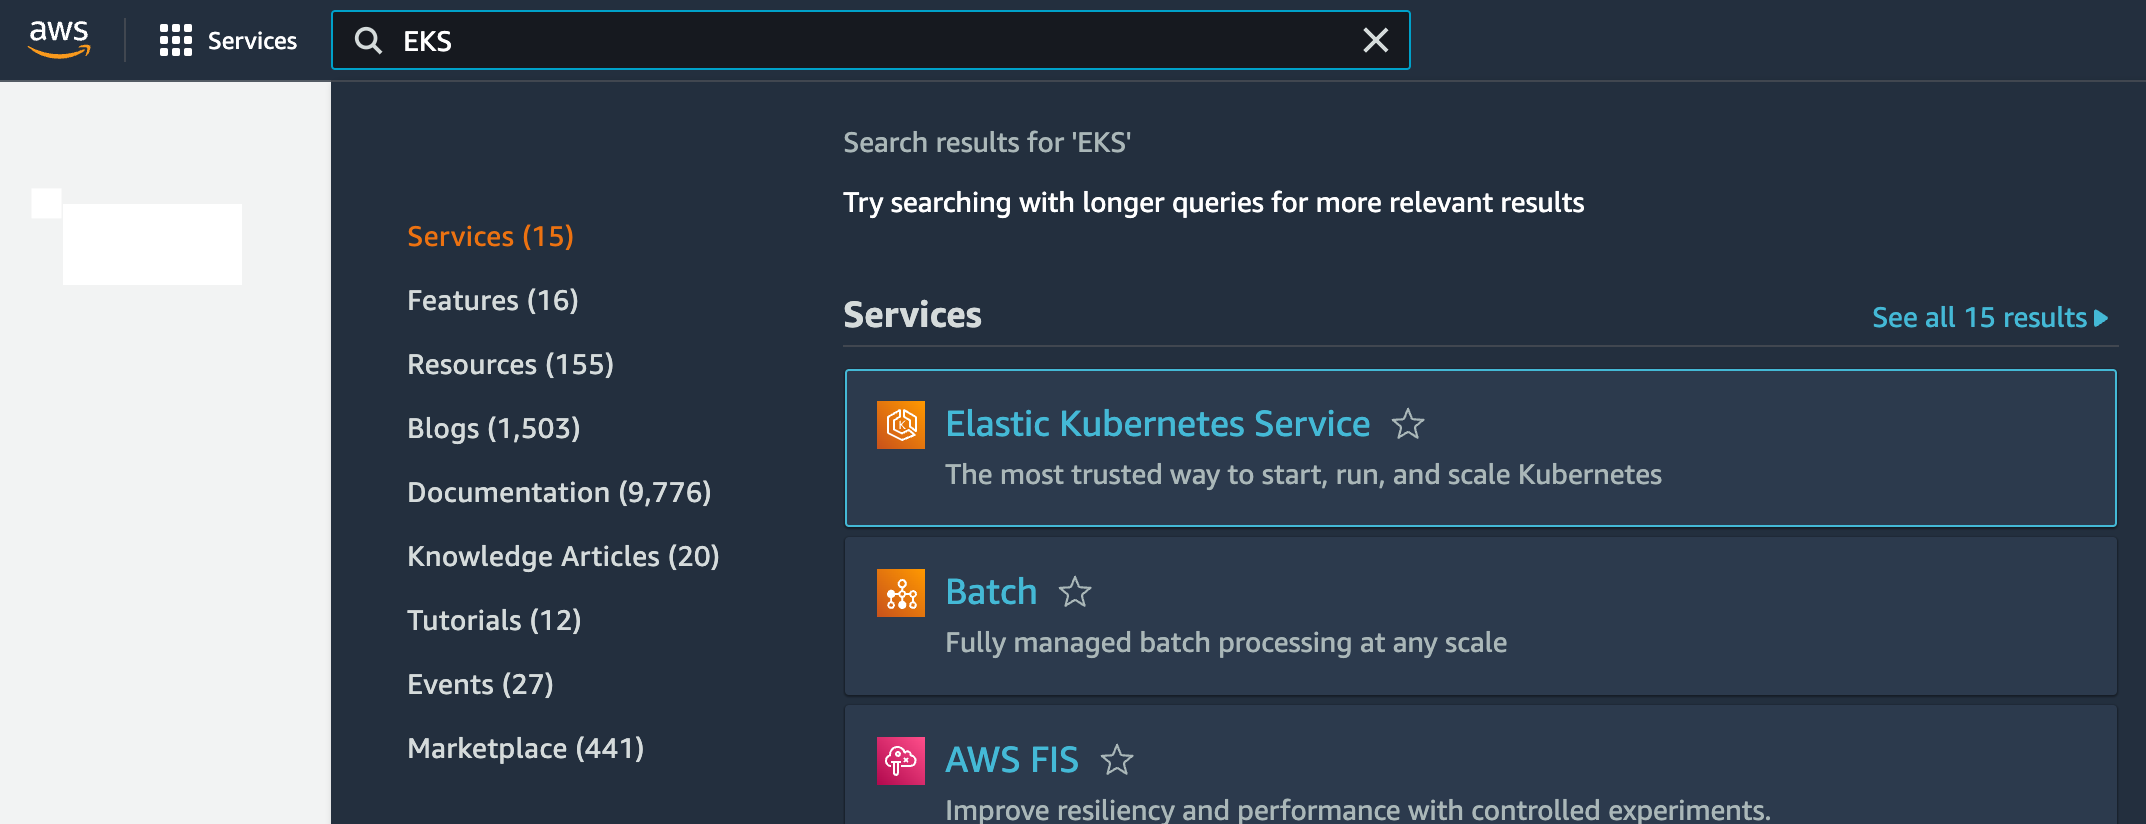 aws
Services
EKS
Search results for 'EKS'
Try searching with longer queries for more relevant results
Services (15)
Features (16)
Resources (155)
Blogs (1,503)
Documentation (9,776)
Knowledge Articles (20)
Tutorials (12)
Events (27)
Marketplace (441)
Services
See all 15 results
Elastic Kubernetes Service
The most trusted way to start, run, and scale Kubernetes
Batch
Fully managed batch processing at any scale
AWS FIS
Improve resiliency and performance with controlled experiments.